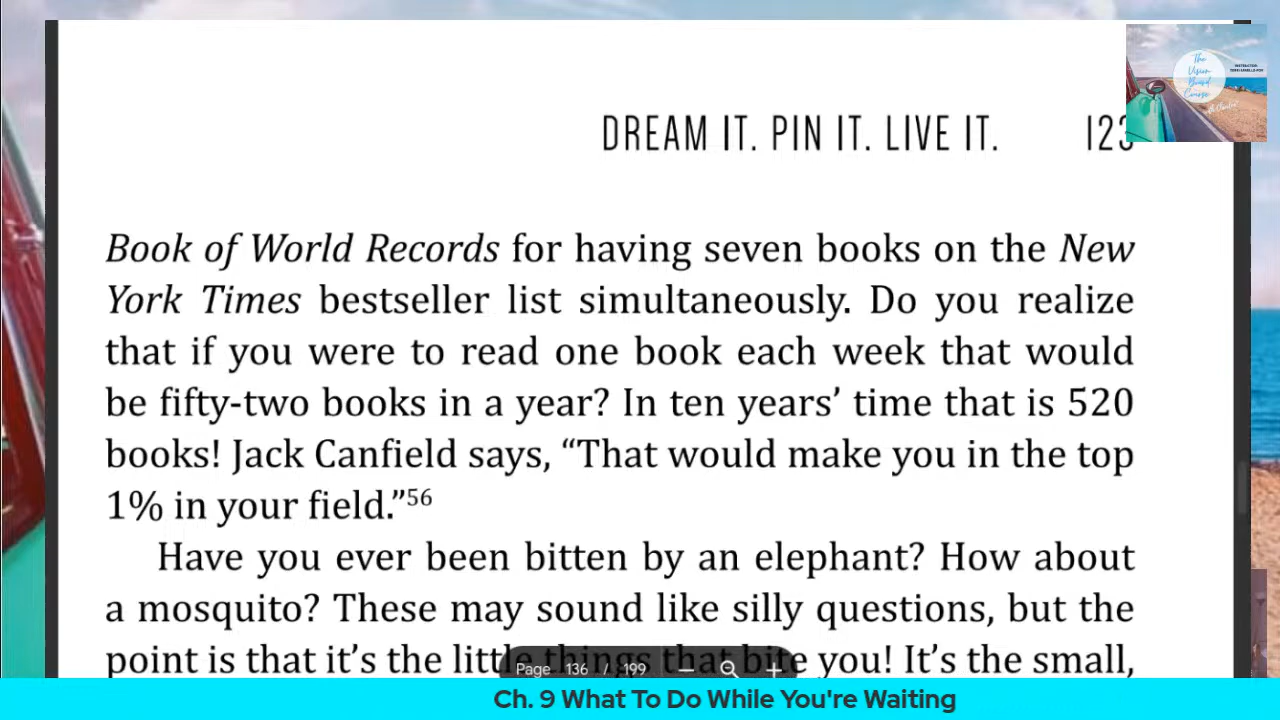 DREAM IT. PIN IT. LIVE IT. 123
The
Vision
Board
Course
Book of World Records for having seven books on the New
York Times bestseller list simultaneously. Do you realize
that if you were to read one book each week that would
be fifty-two books in a year? In ten years’ time that is 520
books! Jack Canfield says, “That would make you in the top
1% in your field.”56
Have you ever been bitten by an elephant? How about
a mosquito? These may sound like silly questions, but the
point is that it’s the little things that bite you! It’s the small,
Page 136 / 199
Ch. 9 What To Do While You're Waiting